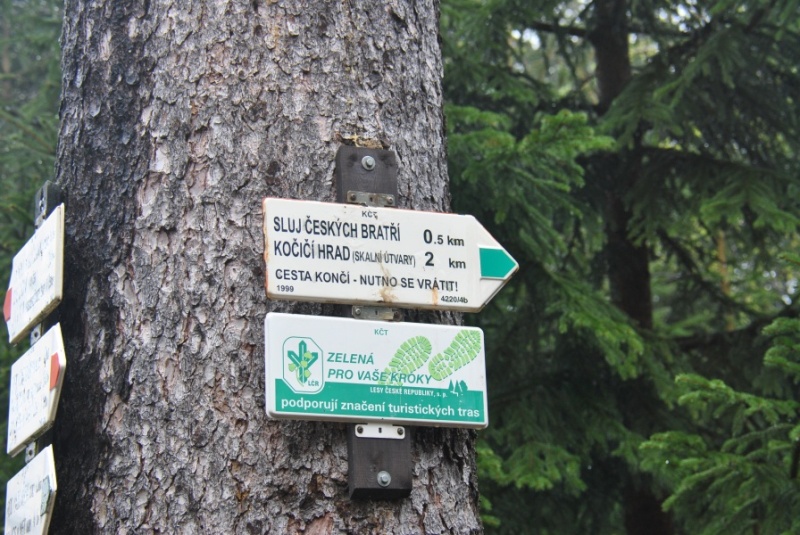 KČT
SLUJ ČESKÝCH BRATŘÍ 0.5 km
KOČIČÍ HRAD (SKALNÍ ÚTVARY) 2 km
CESTA KONČÍ - NUTNO SE VRÁTIT!
1999 4220/4b
KČT
ZELENÁ
PRO VAŠE KROKY
LČR
LESY ČESKÉ REPUBLIKY, s. p.
podporují značení turistických tras